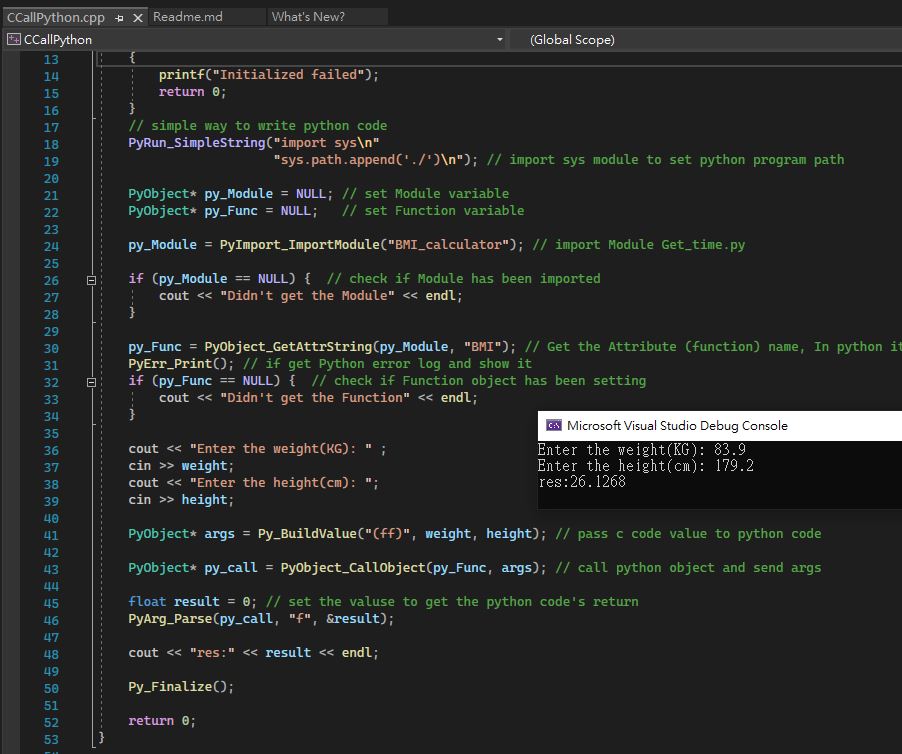 CCallPython.cpp Readme.md What's New?
CCallPython (Global Scope)
13 {
14 printf("Initialized failed");
15 return 0;
16 }
17 // simple way to write python code
18 PyRun_SimpleString("import sys\n"
19 "sys.path.append('./')\n"); // import sys module to set python program path
20
21 PyObject* py_Module = NULL; // set Module variable
22 PyObject* py_Func = NULL; // set Function variable
23
24 py_Module = PyImport_ImportModule("BMI_calculator"); // import Module Get_time.py
25
26 if (py_Module == NULL) { // check if Module has been imported
27 cout << "Didn't get the Module" << endl;
28 }
29
30 py_Func = PyObject_GetAttrString(py_Module, "BMI"); // Get the Attribute (function) name, In python it
31 PyErr_Print(); // if get Python error log and show it
32 if (py_Func == NULL) { // check if Function object has been setting
33 cout << "Didn't get the Function" << endl;
34 }
35
36 cout << "Enter the weight(KG): " ;
37 cin >> weight;
38 cout << "Enter the height(cm): ";
39 cin >> height;
40
41 PyObject* args = Py_BuildValue("(ff)", weight, height); // pass c code value to python code
42
43 PyObject* py_call = PyObject_CallObject(py_Func, args); // call python object and send args
44
45 float result = 0; // set the valuse to get the python code's return
46 PyArg_Parse(py_call, "f", &result);
47
48 cout << "res:" << result << endl;
49
50 Py_Finalize();
51
52 return 0;
53 }
Microsoft Visual Studio Debug Console
Enter the weight(KG): 83.9
Enter the height(cm): 179.2
res:26.1268